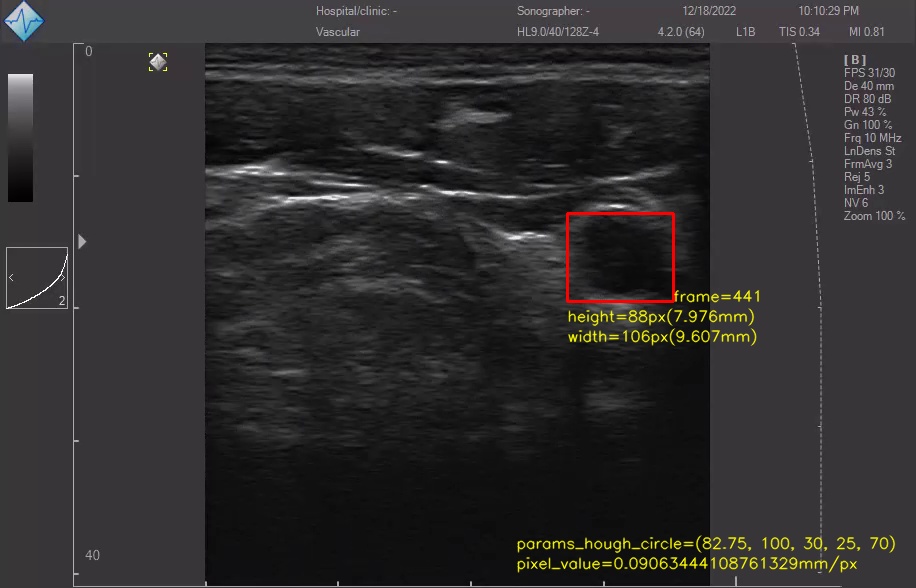 Hospital/clinic: - Sonographer: - 12/18/2022 10:10:29 PM
Vascular HL9.0/40/128Z-4 4.2.0 (64) L1B TIS 0.34 MI 0.81
0
[ B ]
FPS 31/30
De 40 mm
DR 80 dB
Pw 43 %
Gn 100 %
Frq 10 MHz
LnDens St
FrmAvg 3
Rej 5
ImEnh 3
NV 6
Zoom 100 %
2
frame=441
height=88px(7.976mm)
width=106px(9.607mm)
40
params_hough_circle=(82.75, 100, 30, 25, 70)
pixel_value=0.09063444108761329mm/px